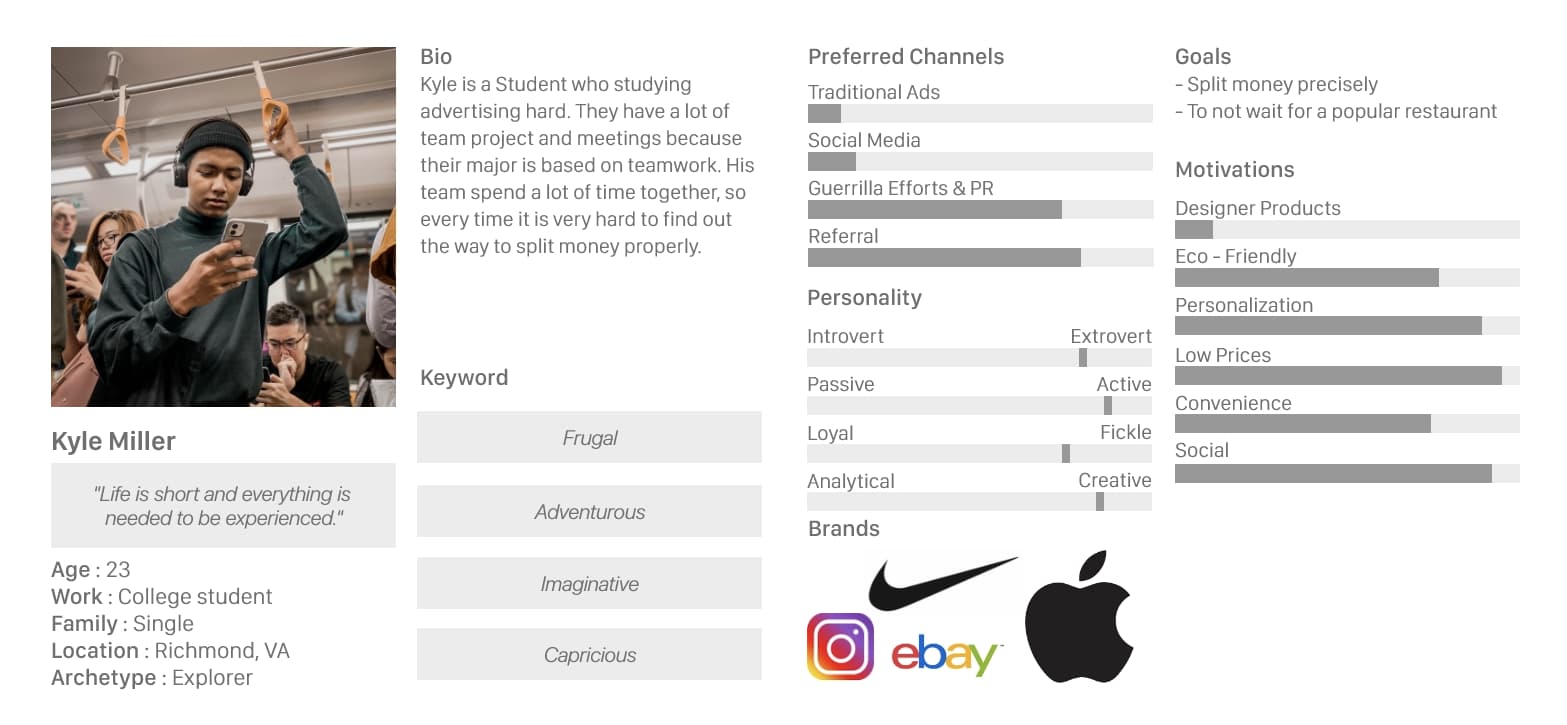 Kyle Miller
"Life is short and everything is
needed to be experienced."
Age : 23
Work : College student
Family : Single
Location : Richmond, VA
Archetype : Explorer
Bio
Kyle is a Student who studying
advertising hard. They have a lot of
team project and meetings because
their major is based on teamwork. His
team spend a lot of time together, so
every time it is very hard to find out
the way to split money properly.
Keyword
Frugal
Adventurous
Imaginative
Capricious
Preferred Channels
Traditional Ads
Social Media
Guerrilla Efforts & PR
Referral
Personality
Introvert Extrovert
Passive Active
Loyal Fickle
Analytical Creative
Brands
ebay
Goals
- Split money precisely
- To not wait for a popular restaurant
Motivations
Designer Products
Eco - Friendly
Personalization
Low Prices
Convenience
Social